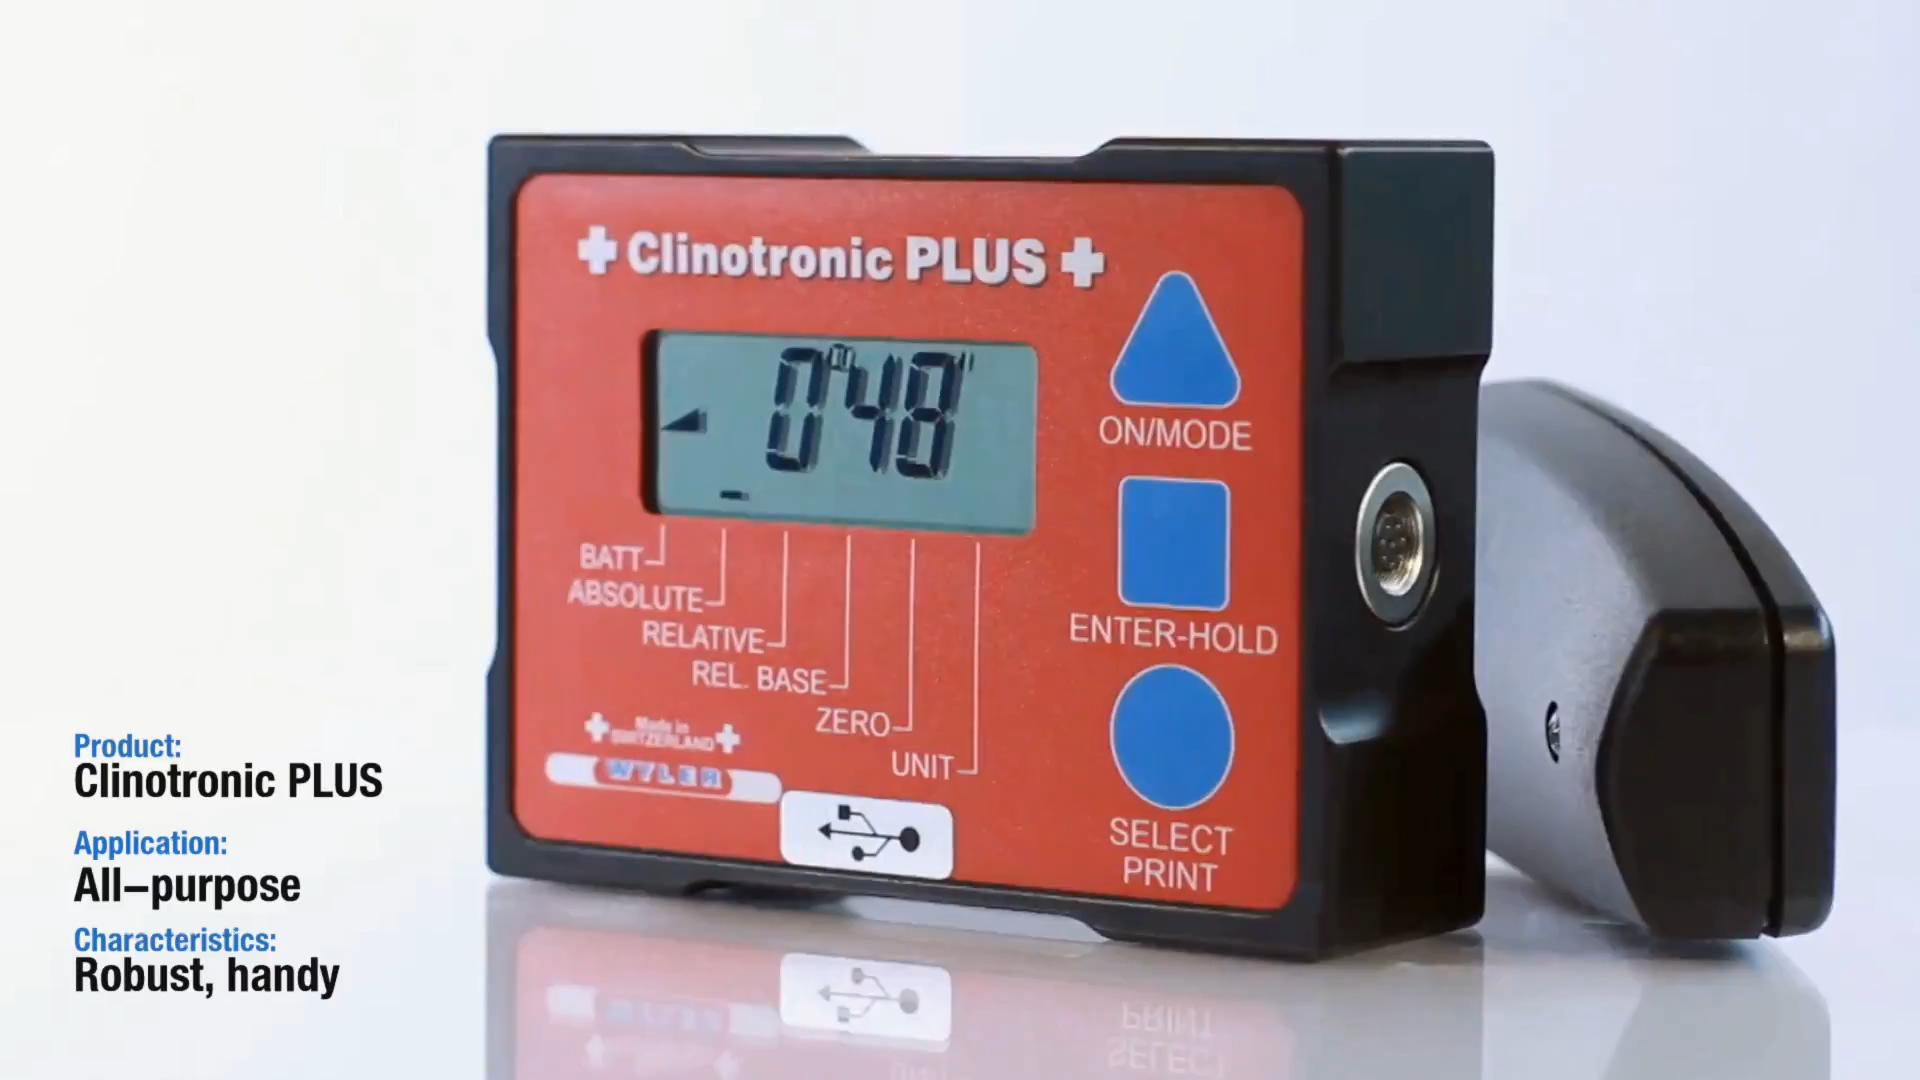 Clinotronic PLUS
0°'48"
ON/MODE
BATT
ABSOLUTE
RELATIVE
REL. BASE
ZERO
UNIT
ENTER-HOLD
Made in
SWITZERLAND
WYLER
SELECT
PRINT
Product:
Clinotronic PLUS
Application:
All–purpose
Characteristics:
Robust, handy